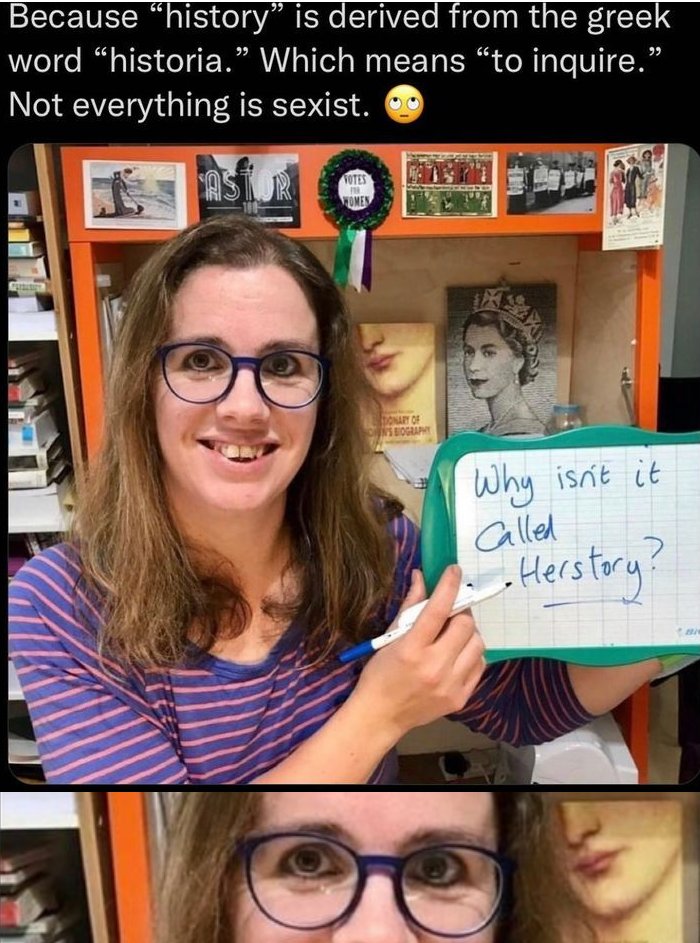 Because “history” is derived from the greek
word “historia.” Which means “to inquire.”
Not everything is sexist. 🙄
ASTOR
VOTES
FOR
WOMEN
BIOGRAPHY
Why isn't it
Called
Herstory?